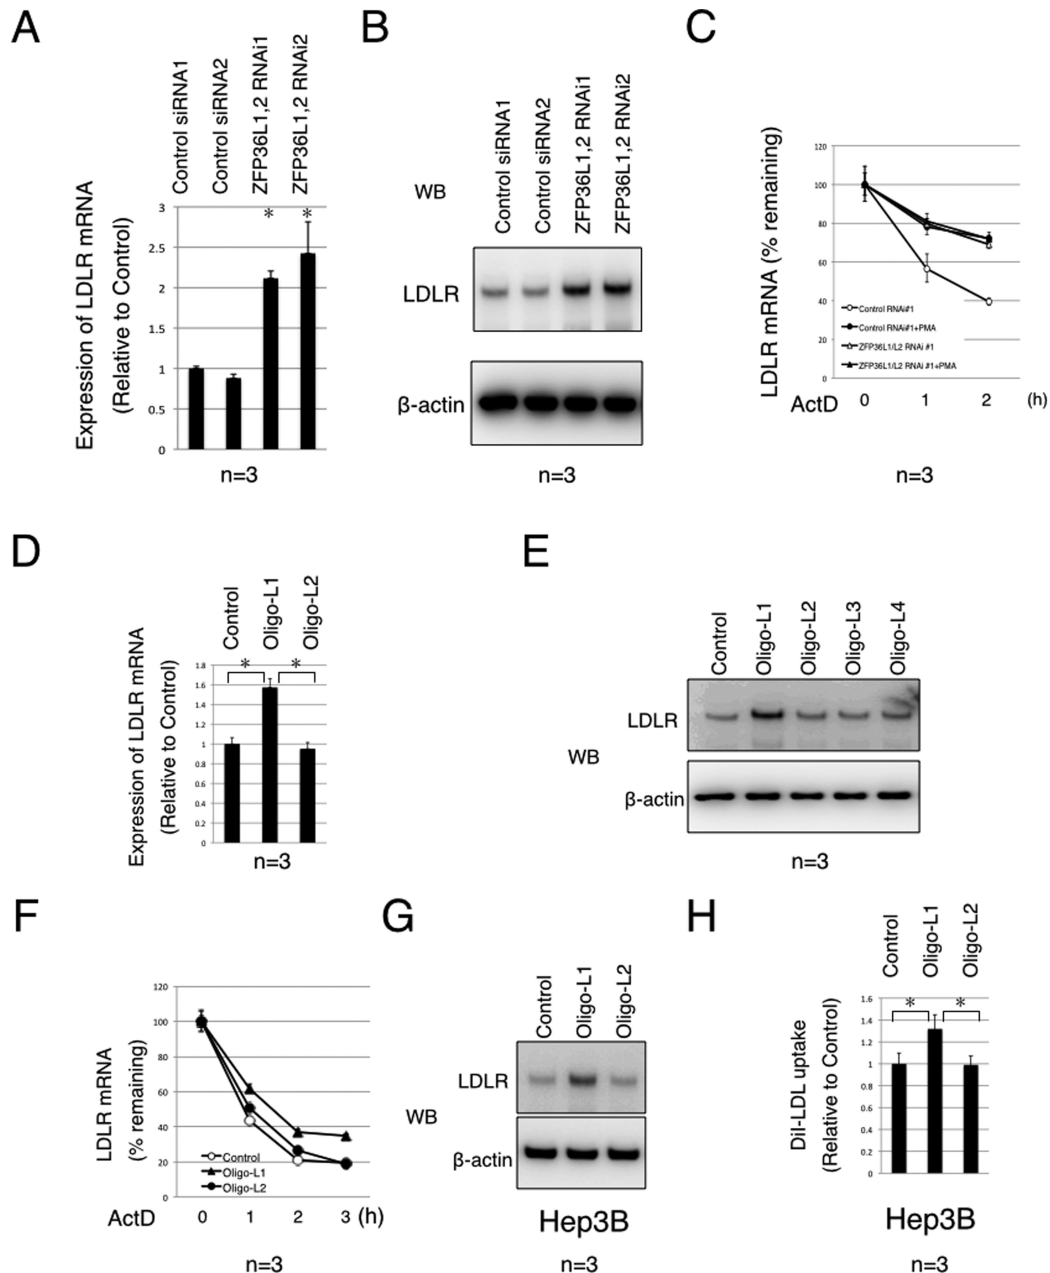 A
Control siRNA1
Control siRNA2
ZFP36L1,2 RNAi1
ZFP36L1,2 RNAi2
Expression of LDLR mRNA
(Relative to Control)
3
2.5
2
1.5
1
0.5
0
* *
n=3
B
WB
Control siRNA1
Control siRNA2
ZFP36L1,2 RNAi1
ZFP36L1,2 RNAi2
LDLR
β-actin
n=3
C
LDLR mRNA (% remaining)
120
100
80
60
40
20
0
Control RNAi#1
Control RNAi#1+PMA
ZFP36L1/L2 RNAi #1
ZFP36L1/L2 RNAi #1+PMA
ActD 0 1 2 (h)
n=3
D
Control
Oligo-L1
Oligo-L2
Expression of LDLR mRNA
(Relative to Control)
1.8
1.6
1.4
1.2
1
0.8
0.6
0.4
0.2
0
* *
n=3
E
Control
Oligo-L1
Oligo-L2
Oligo-L3
Oligo-L4
LDLR
WB
β-actin
n=3
F
LDLR mRNA
(% remaining)
120
100
80
60
40
20
0
Control
Oligo-L1
Oligo-L2
ActD 0 1 2 3 (h)
n=3
G
Control
Oligo-L1
Oligo-L2
LDLR
WB
β-actin
Hep3B
n=3
H
Control
Oligo-L1
Oligo-L2
DiI-LDL uptake
(Relative to Control)
1.6
1.4
1.2
1
0.8
0.6
0.4
0.2
0
* *
Hep3B
n=3